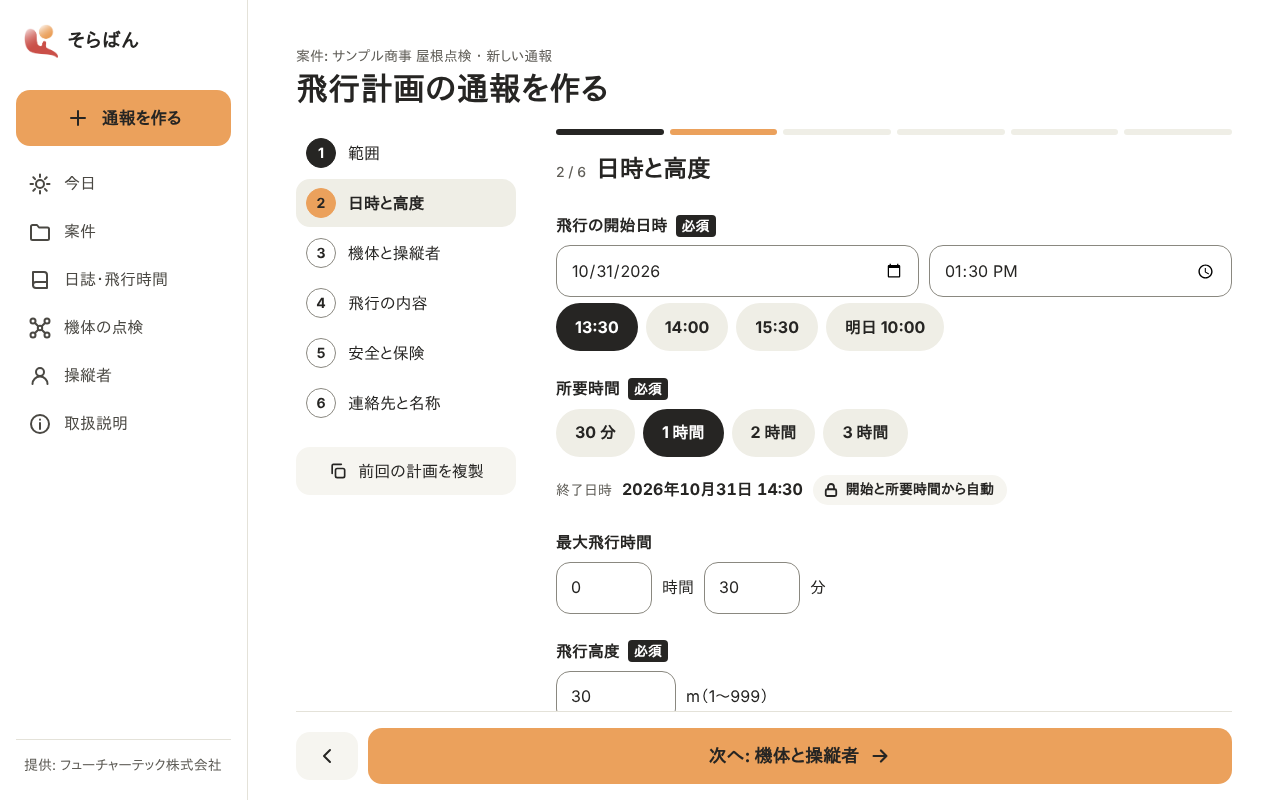 そらばん
通報を作る
今日
案件
日誌・飛行時間
機体の点検
操縦者
取扱説明
提供: フューチャーテック株式会社
案件: サンプル商事 屋根点検・新しい通報
飛行計画の通報を作る
1 範囲
2 日時と高度
3 機体と操縦者
4 飛行の内容
5 安全と保険
6 連絡先と名称
前回の計画を複製
2 / 6 日時と高度
飛行の開始日時 必須
10/31/2026 01:30 PM
13:30 14:00 15:30 明日 10:00
所要時間 必須
30 分 1 時間 2 時間 3 時間
終了日時 2026年10月31日 14:30 開始と所要時間から自動
最大飛行時間
0 時間 30 分
飛行高度 必須
30 m(1〜999)
次へ: 機体と操縦者